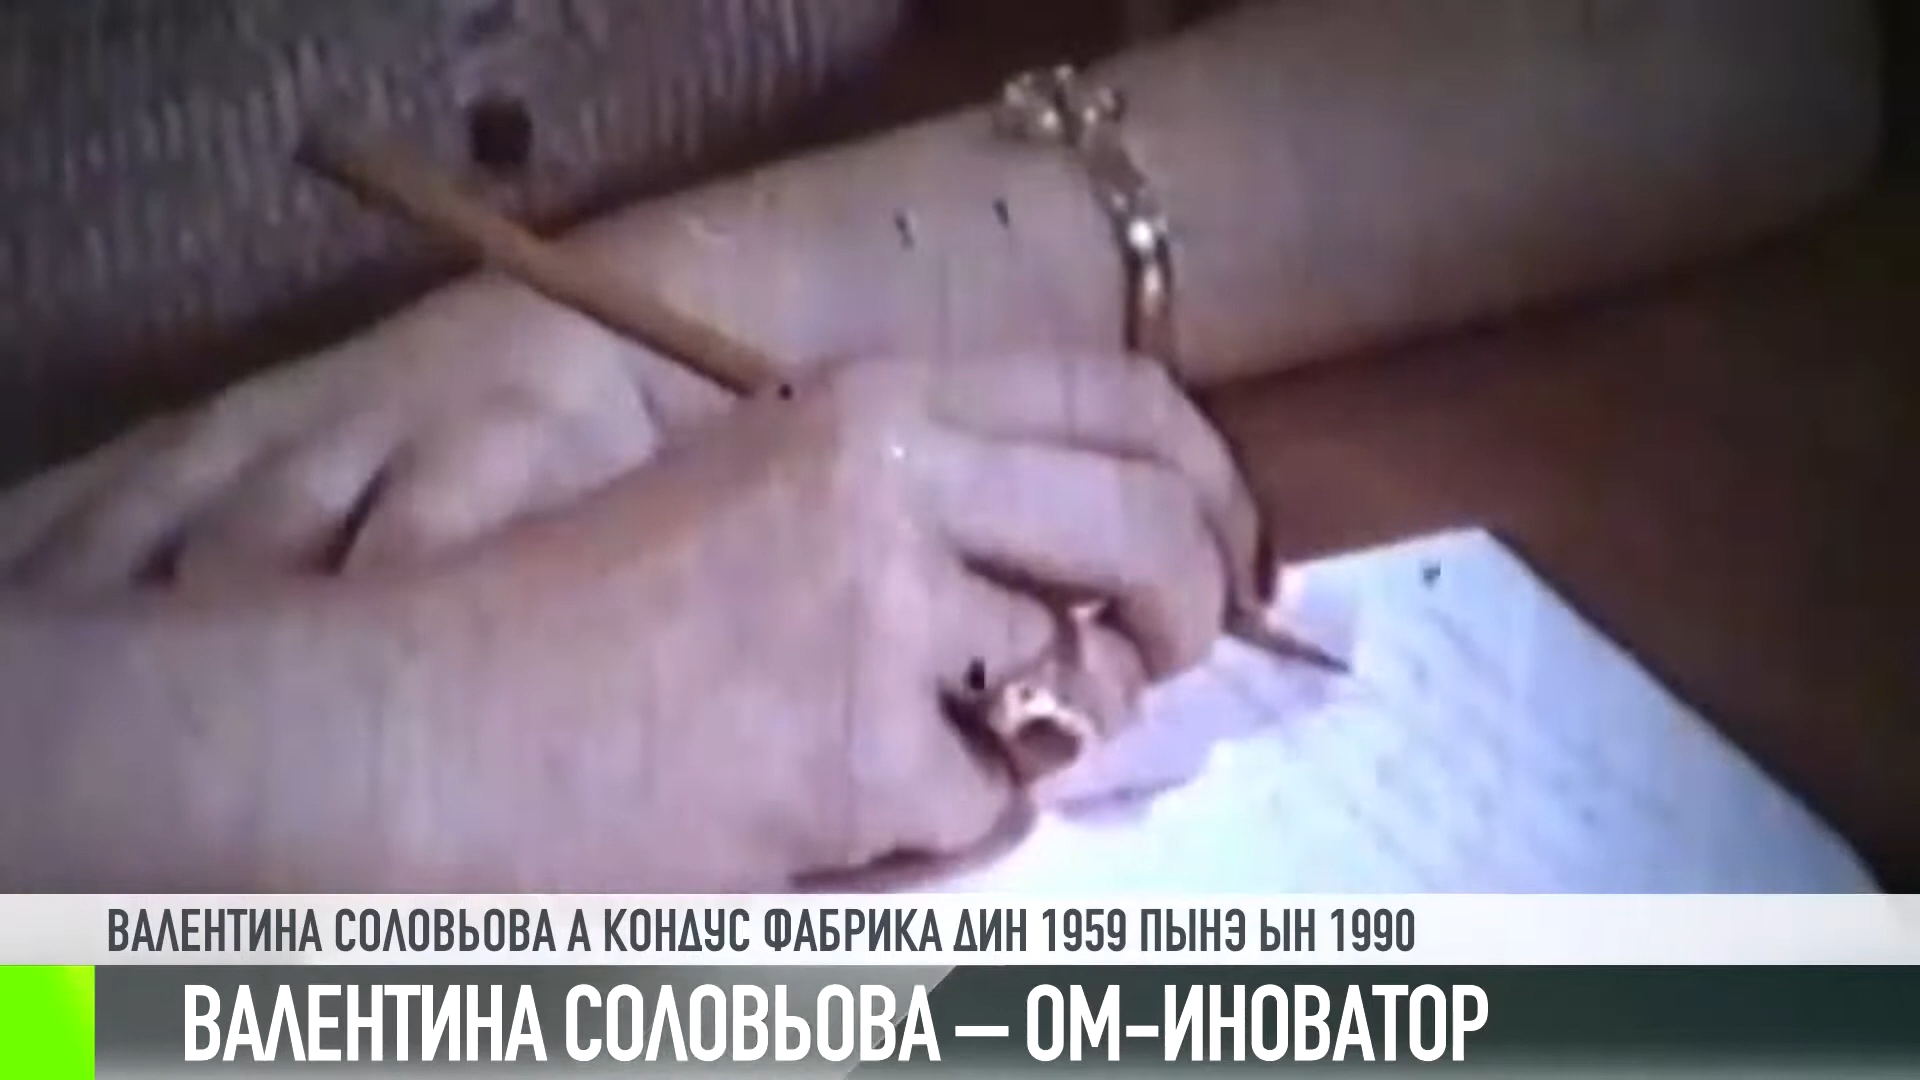 ВАЛЕНТИНА СОЛОВЬОВА А КОНДУС ФАБРИКА ДИН 1959 ПЫНЭ ЫН 1990
ВАЛЕНТИНА СОЛОВЬОВА – ОМ-ИНОВАТОР